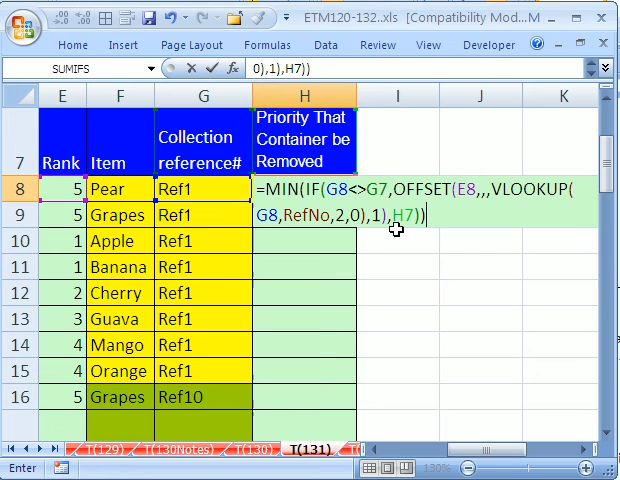 ETM120-132..xls [Compatibility Mod... M
Home Insert Formulas Data Review View Developer
SUMIFS 0),1),H7))
E F G H I J K
7 Rank Item Collection reference# Priority That Container be Removed
8 5 Pear Ref1 =MIN(IF(G8<>G7,OFFSET(E8,,,VLOOKUP(
9 5 Grapes Ref1 G8,RefNo,2,0),1),H7))
10 1 Apple Ref1
11 1 Banana Ref1
12 2 Cherry Ref1
13 3 Guava Ref1
14 4 Mango Ref1
15 4 Orange Ref1
16 5 Grapes Ref10
T(129) T(130Notes) T(130) T(131)
Enter 130%